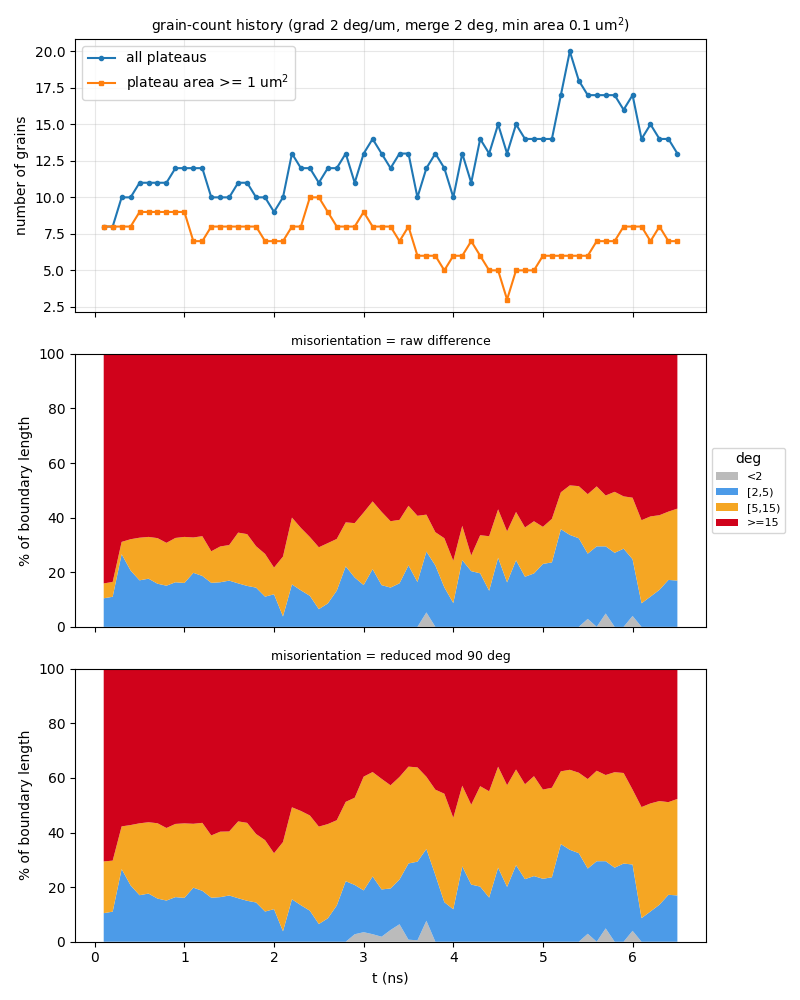 grain-count history (grad 2 deg/um, merge 2 deg, min area 0.1 um²)
20.0
17.5
15.0
12.5
10.0
7.5
5.0
2.5
number of grains
all plateaus
plateau area >= 1 um²
misorientation = raw difference
100
80
60
40
20
0
% of boundary length
deg
<2
[2,5)
[5,15)
>=15
misorientation = reduced mod 90 deg
100
80
60
40
20
0
% of boundary length
0 1 2 3 4 5 6
t (ns)